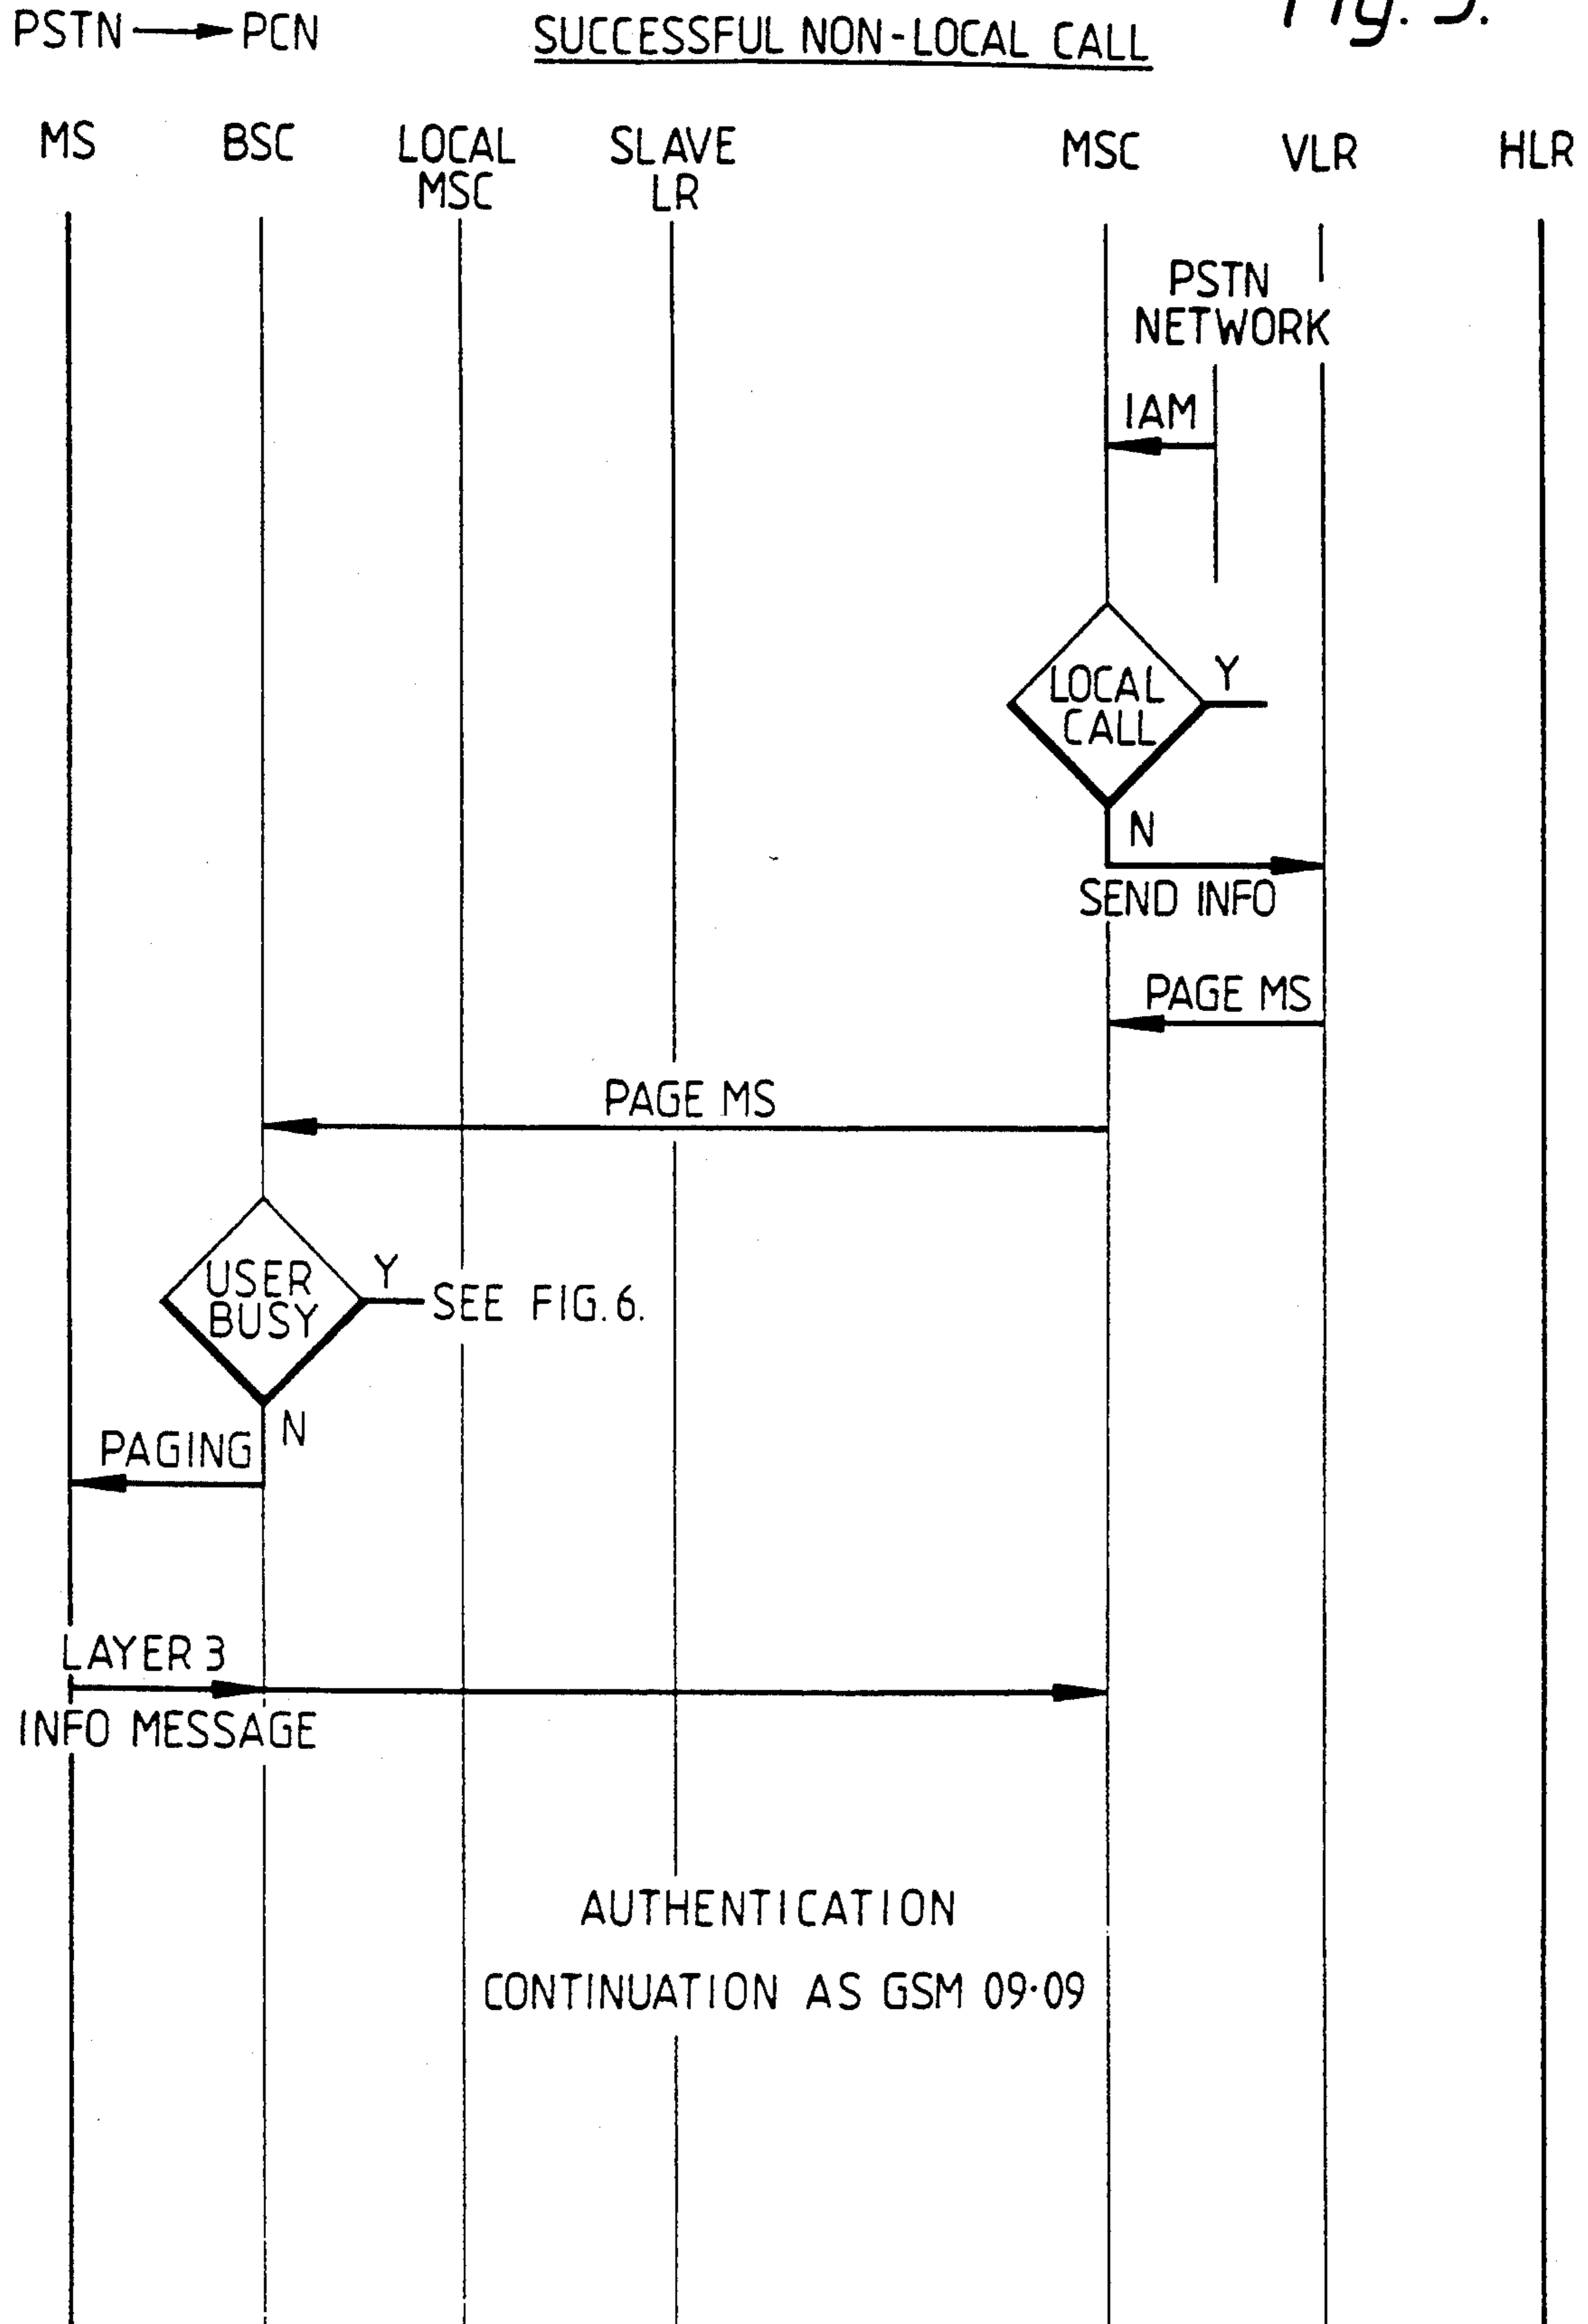 PSTN → PCN
SUCCESSFUL NON-LOCAL CALL
MS
BSC
LOCAL
MSC
SLAVE
LR
MSC
VLR
HLR
PSTN
NETWORK
IAM
LOCAL
CALL
Y
N
SEND INFO
PAGE MS
PAGE MS
USER
BUSY
Y
SEE FIG. 6.
N
PAGING
LAYER 3
INFO MESSAGE
AUTHENTICATION
CONTINUATION AS GSM 09·09